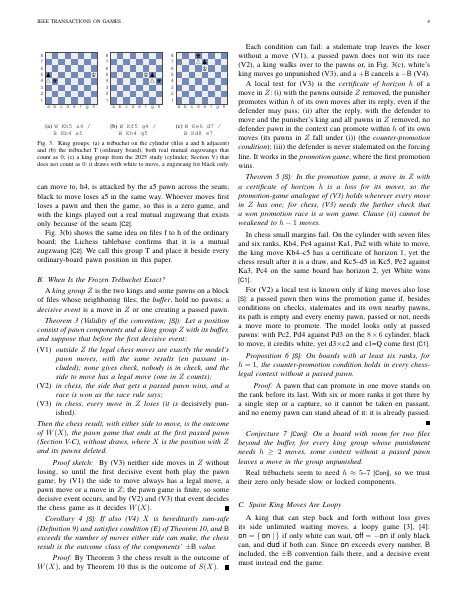 IEEE TRANSACTIONS ON GAMES
4
(a) W Kh5 a4 /
B Kb4 a5
(b) W Kf5 g4 /
B Kh4 g5
(c) W Ke6 d7 /
B Kd8 e7
Fig. 3. King groups: (a) a trébuchet on the cylinder (files a and h adjacent)
and (b) the trébuchet T (ordinary board), both real mutual zugzwangs that
count as 0; (c) a king group from the 2025 study (cylinder, Section V) that
does not count as 0: it draws with white to move, a zugzwang for black only.
can move to, h4, is attacked by the a5 pawn across the seam;
black to move loses a5 in the same way. Whoever moves first
loses a pawn and then the game, so this is a zero game, and
with the kings played out a real mutual zugzwang that exists
only because of the seam [C2].
Fig. 3(b) shows the same idea on files f to h of the ordinary
board; the Lichess tablebase confirms that it is a mutual
zugzwang [C2]. We call this group T and place it beside every
ordinary-board pawn position in this paper.
B. When Is the Frozen Trébuchet Exact?
A king group Z is the two kings and some pawns on a block
of files whose neighboring files, the buffer, hold no pawns; a
decisive event is a move in Z or one creating a passed pawn.
Theorem 3 (Validity of the convention; [S]): Let a position
consist of pawn components and a king group Z with its buffer,
and suppose that before the first decisive event:
(V1) outside Z the legal chess moves are exactly the model's
pawn moves, with the same results (en passant in-
cluded); none gives check, nobody is in check, and the
side to move has a legal move (one in Z counts);
(V2) in chess, the side that gets a passed pawn wins, and a
race is won as the race rule says;
(V3) in chess, every move in Z loses (it is decisively pun-
ished).
Then the chess result, with either side to move, is the outcome
of W(X), the pawn game that ends at the first passed pawn
(Section V-C), without draws, where X is the position with Z
and its pawns deleted.
Proof sketch: By (V3) neither side moves in Z without
losing, so until the first decisive event both play the pawn
game; by (V1) the side to move always has a legal move, a
pawn move or a move in Z; the pawn game is finite, so some
decisive event occurs, and by (V2) and (V3) that event decides
the chess game as it decides W(X). ■
Corollary 4 [S]: If also (V4) X is hereditarily ram-safe
(Definition 9) and satisfies condition (E) of Theorem 10, and B
exceeds the number of moves either side can make, the chess
result is the outcome class of the components' ±B value.
Proof: By Theorem 3 the chess result is the outcome of
W(X), and by Theorem 10 this is the outcome of S(X). ■
Each condition can fail: a stalemate trap leaves the loser
without a move (V1), a passed pawn does not win its race
(V2), a king walks over to the pawns or, in Fig. 3(c), white's
king moves go unpunished (V3), and a +B cancels a −B (V4).
A local test for (V3) is the certificate of horizon h of a
move in Z: (i) with the pawns outside Z removed, the punisher
promotes within h of its own moves after its reply, even if the
defender may pass; (ii) after the reply, with the defender to
move and the punisher's king and all pawns in Z removed, no
defender pawn in the context can promote within h of its own
moves (its pawns in Z fall under (i)) (the counter-promotion
condition); (iii) the defender is never stalemated on the forcing
line. It works in the promotion game, where the first promotion
wins.
Theorem 5 [S]: In the promotion game, a move in Z with
a certificate of horizon h is a loss for its mover, so the
promotion-game analogue of (V3) holds wherever every move
in Z has one; for chess, (V3) needs the further check that
a won promotion race is a won game. Clause (ii) cannot be
weakened to h − 1 moves.
In chess small margins fail. On the cylinder with seven files
and six ranks, Kb4, Pe4 against Ka1, Pa2 with white to move,
the king move Kb4–c5 has a certificate of horizon 1, yet the
chess result after it is a draw, and Kc5–d5 in Kc5, Pe2 against
Ka3, Pc4 on the same board has horizon 2, yet White wins
[C1].
For (V2) a local test is known only if king moves also lose
[S]: a passed pawn then wins the promotion game if, besides
conditions on checks, stalemates and its own nearby pawns,
its path is empty and every enemy pawn, passed or not, needs
a move more to promote. The model looks only at passed
pawns: with Pc2, Pd4 against Pd3 on the 8 × 6 cylinder, black
to move, it credits white, yet d3×c2 and c1=Q come first [C1].
Proposition 6 [S]: On boards with at least six ranks, for
h = 1, the counter-promotion condition holds in every chess-
legal context without a passed pawn.
Proof: A pawn that can promote in one move stands on
the rank before its last. With six or more ranks it got there by
a single step or a capture, so it cannot be taken en passant,
and no enemy pawn can stand ahead of it: it is already passed.
■
Conjecture 7 [Conj]: On a board with room for two files
beyond the buffer, for every king group whose punishment
needs h ≥ 2 moves, some context without a passed pawn
leaves a move in the group unpunished.
Real trébuchets seem to need h ≈ 5–7 [Conj], so we trust
their zero only beside slow or locked components.
C. Spare King Moves Are Loopy
A king that can step back and forth without loss gives
its side unlimited waiting moves, a loopy game [3], [4]:
on = { on | } if only white can wait, off = −on if only black
can, and dud if both can. Since on exceeds every number, B
included, the ±B convention fails there, and a decisive event
must instead end the game.